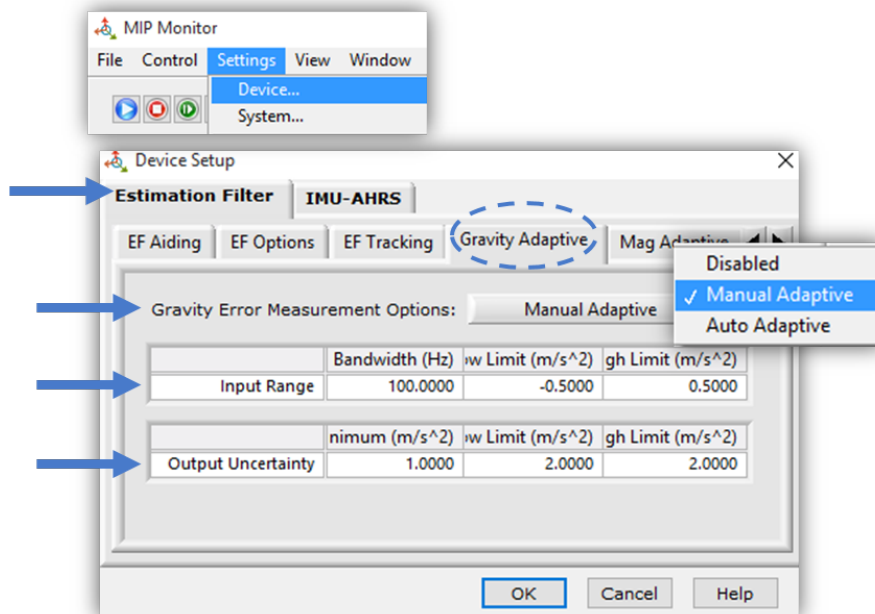 MIP Monitor
File Control Settings View Window
Device...
System...
Device Setup
Estimation Filter IMU-AHRS
EF Aiding EF Options EF Tracking Gravity Adaptive Mag Adaptive
Disabled
Gravity Error Measurement Options: Manual Adaptive ✓ Manual Adaptive
Auto Adaptive
Bandwidth (Hz) ow Limit (m/s^2) gh Limit (m/s^2)
Input Range 100.0000 -0.5000 0.5000
nimum (m/s^2) ow Limit (m/s^2) gh Limit (m/s^2)
Output Uncertainty 1.0000 2.0000 2.0000
OK Cancel Help